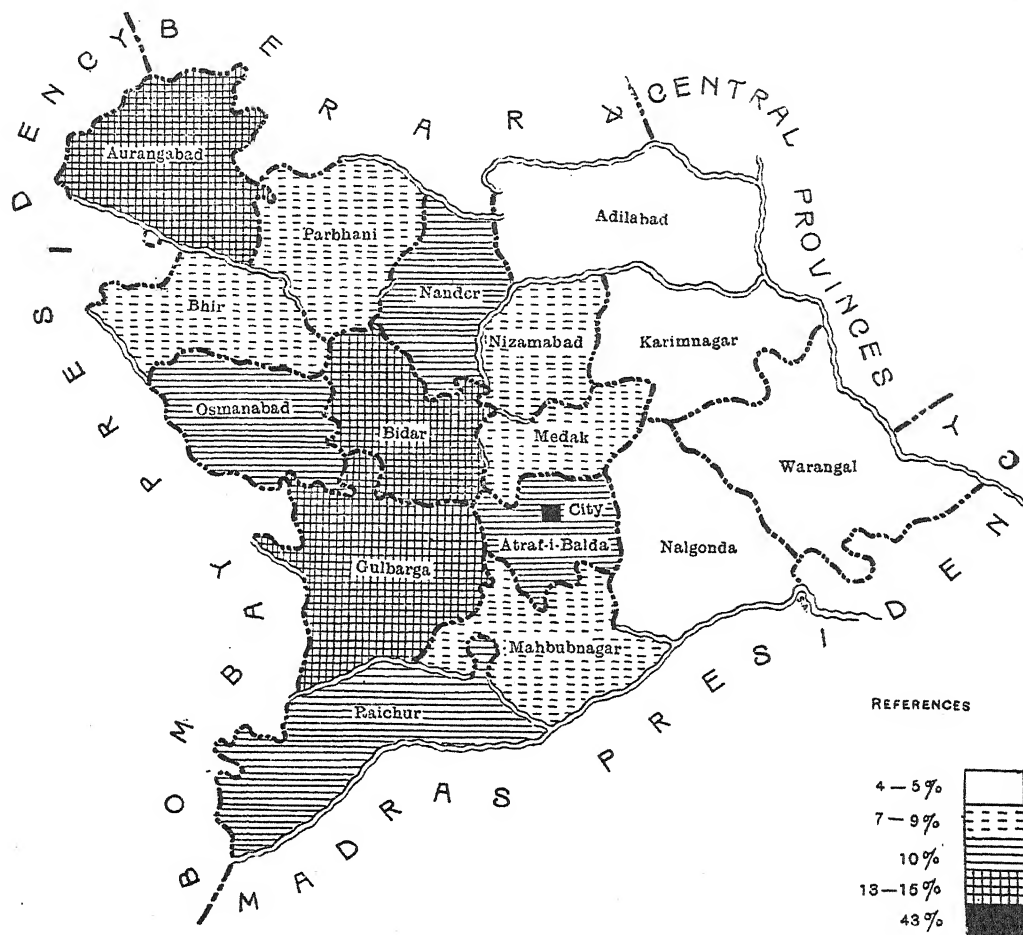 BOMBAY PRESIDENCY
BERAR & CENTRAL PROVINCES
MADRAS PRESIDENCY
Aurangabad
Parbhani
Adilabad
Nander
Bhir
Nizamabad
Karimnagar
Osmanabad
Bidar
Medak
Warangal
City
Atraf-i-Balda
Nalgonda
Gulbarga
Mahbubnagar
Raichur
REFERENCES
4—5%
7—9%
10%
13—15%
43%